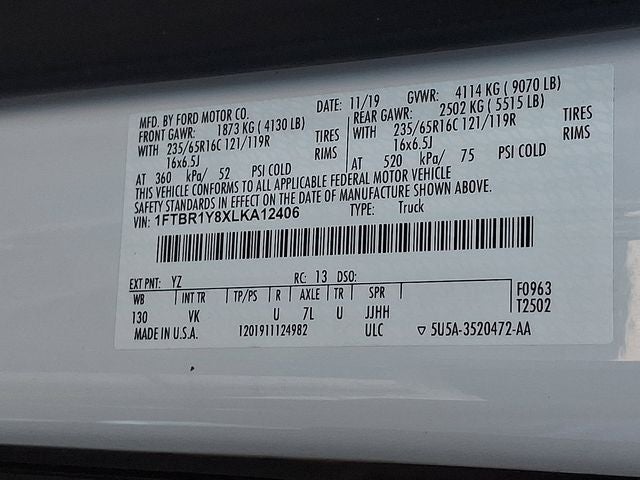 MFD. BY FORD MOTOR CO. DATE: 11/19 GVWR: 4114 KG ( 9070 LB)
FRONT GAWR: 1873 KG ( 4130 LB) REAR GAWR: 2502 KG ( 5515 LB)
WITH 235/65R16C 121/119R TIRES WITH 235/65R16C 121/119R TIRES
16x6.5J RIMS 16x6.5J RIMS
AT 360 kPa/ 52 PSI COLD AT 520 kPa/ 75 PSI COLD
THIS VEHICLE CONFORMS TO ALL APPLICABLE FEDERAL MOTOR VEHICLE
SAFETY STANDARDS IN EFFECT ON THE DATE OF MANUFACTURE SHOWN ABOVE.
VIN: 1FTBR1Y8XLKA12406 TYPE: Truck
EXT PNT: YZ RC: 13 DSO:
WB INT TR TP/PS R AXLE TR SPR F0963
130 VK U 7L U JJHH T2502
MADE IN U.S.A. 1201911124982 ULC ▽ 5U5A-3520472-AA